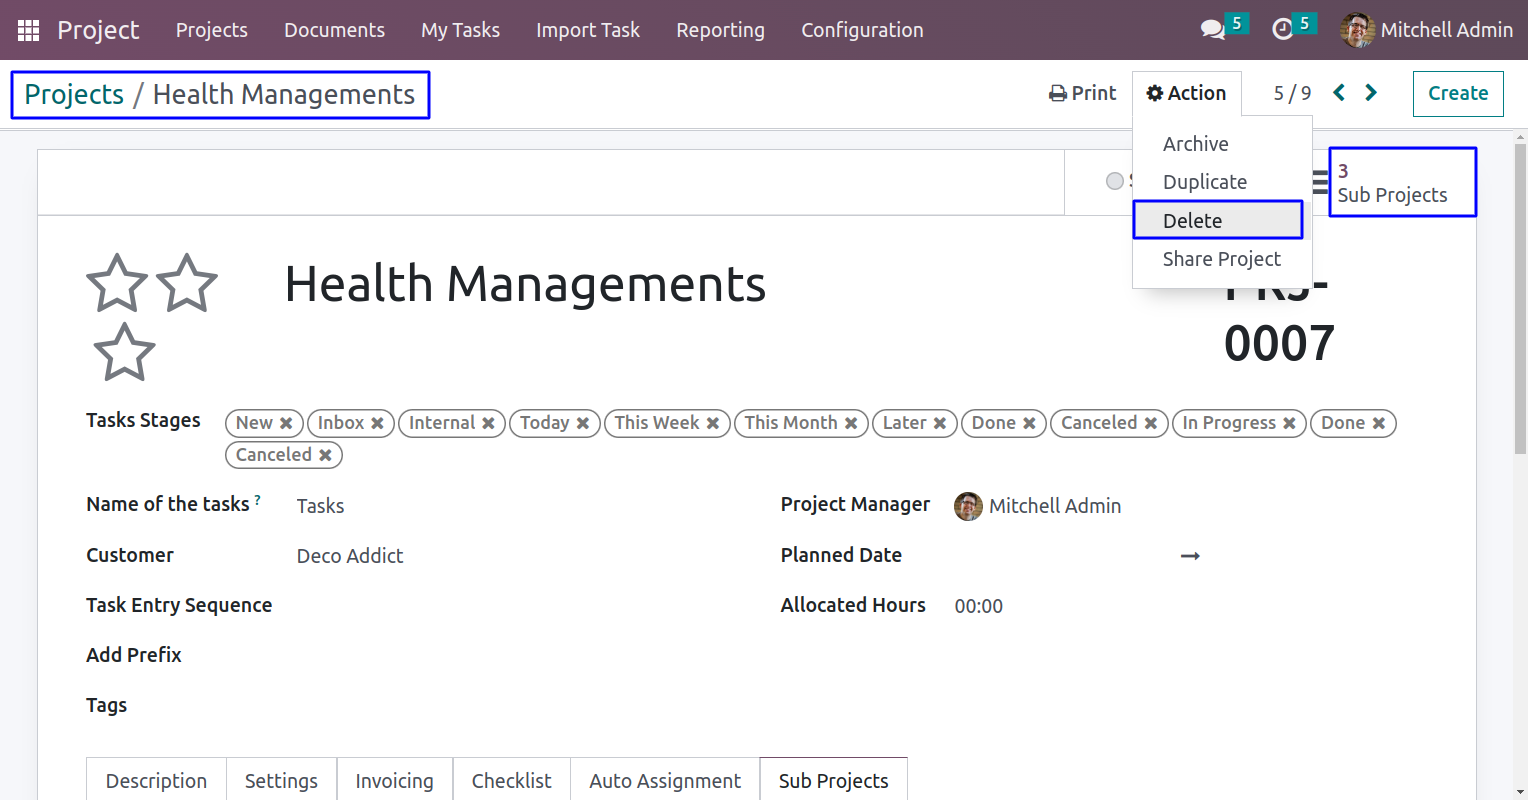 Project Projects Documents My Tasks Import Task Reporting Configuration 5 5 Mitchell Admin
Projects / Health Managements Print Action 5 / 9 Create
Archive
Duplicate
Delete
Share Project
3
Sub Projects
Health Managements
0007
Tasks Stages New Inbox Internal Today This Week This Month Later Done Canceled In Progress Done
Canceled
Name of the tasks ? Tasks Project Manager Mitchell Admin
Customer Deco Addict Planned Date
Task Entry Sequence Allocated Hours 00:00
Add Prefix
Tags
Description Settings Invoicing Checklist Auto Assignment Sub Projects